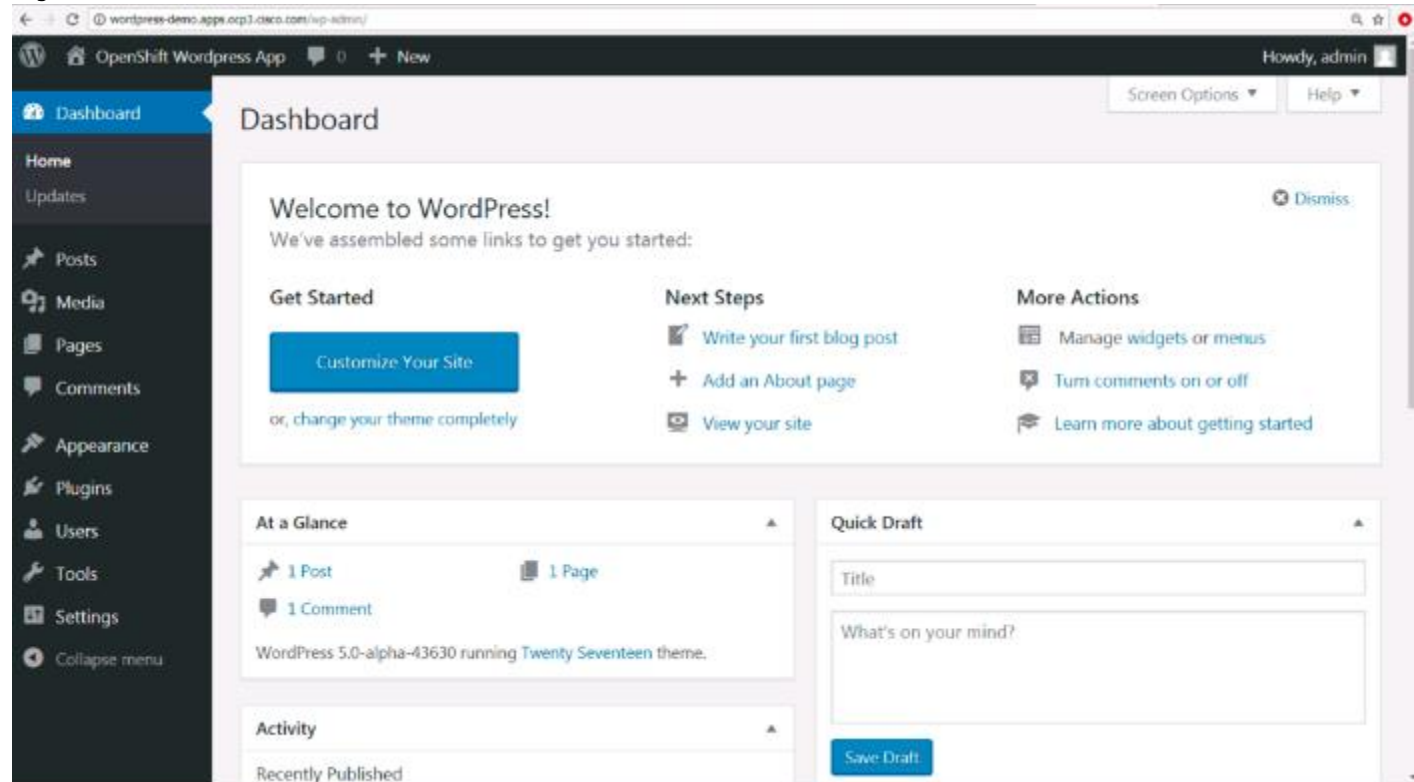 wordpress-demo.apps.ocp3.cisco.com/wp-admin/
OpenShift Wordpress App 0 + New Howdy, admin
Screen Options Help
Dashboard
Home
Updates
Posts
Media
Pages
Comments
Appearance
Plugins
Users
Tools
Settings
Collapse menu
Dashboard
Welcome to WordPress!
Dismiss
We've assembled some links to get you started:
Get Started
Customize Your Site
or, change your theme completely
Next Steps
Write your first blog post
Add an About page
View your site
More Actions
Manage widgets or menus
Turn comments on or off
Learn more about getting started
At a Glance
1 Post 1 Page
1 Comment
WordPress 5.0-alpha-43630 running Twenty Seventeen theme.
Activity
Recently Published
Quick Draft
Title
What's on your mind?
Save Draft